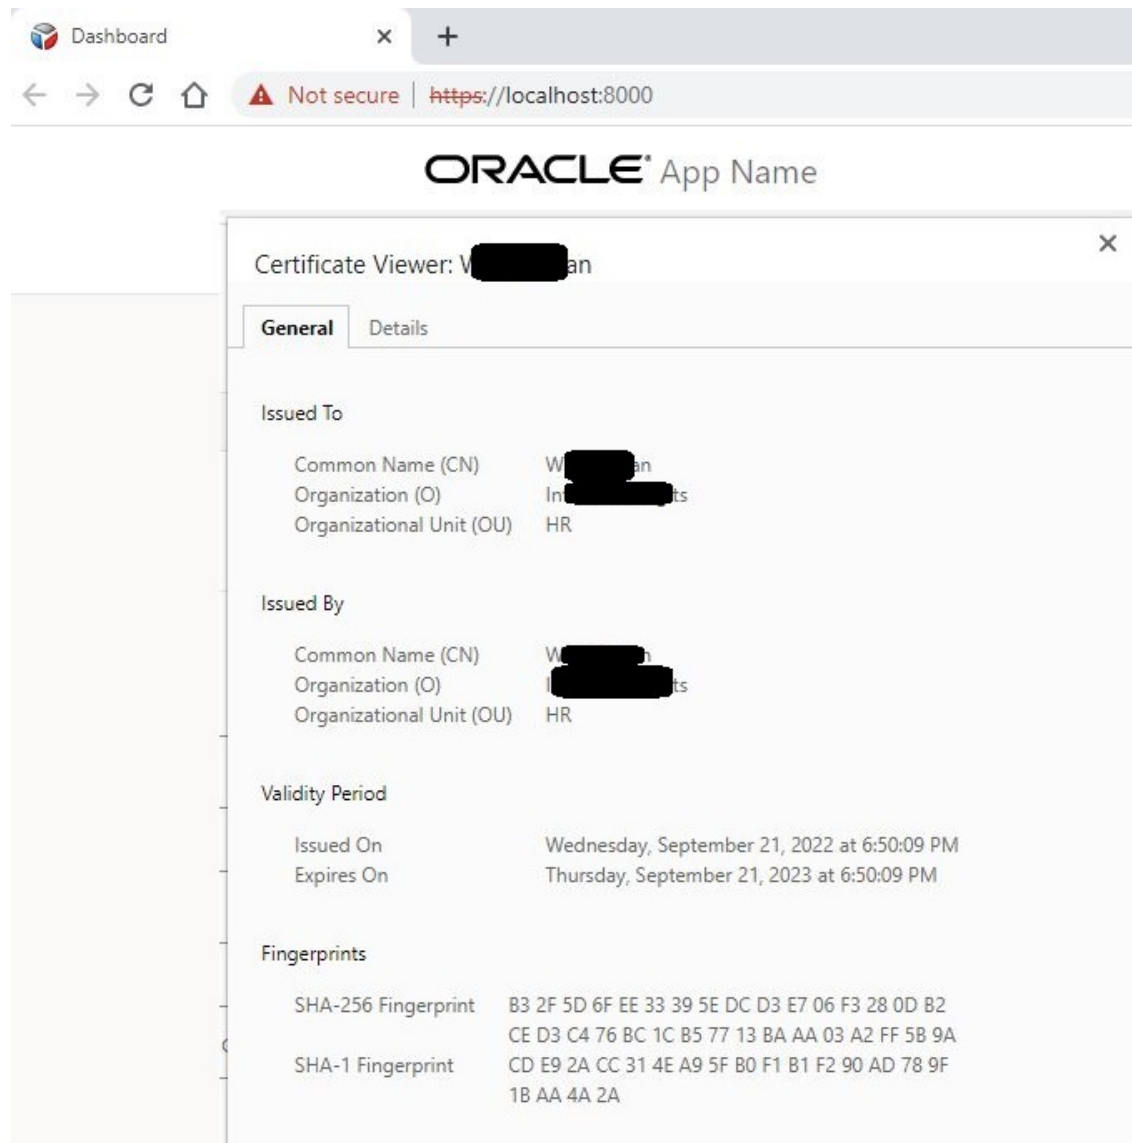 Dashboard
Not secure | https://localhost:8000
ORACLE App Name
Certificate Viewer:
General Details
Issued To
Common Name (CN)
Organization (O)
Organizational Unit (OU) HR
Issued By
Common Name (CN)
Organization (O)
Organizational Unit (OU) HR
Validity Period
Issued On Wednesday, September 21, 2022 at 6:50:09 PM
Expires On Thursday, September 21, 2023 at 6:50:09 PM
Fingerprints
SHA-256 Fingerprint B3 2F 5D 6F EE 33 39 5E DC D3 E7 06 F3 28 0D B2
CE D3 C4 76 BC 1C B5 77 13 BA AA 03 A2 FF 5B 9A
SHA-1 Fingerprint CD E9 2A CC 31 4E A9 5F B0 F1 B1 F2 90 AD 78 9F
1B AA 4A 2A